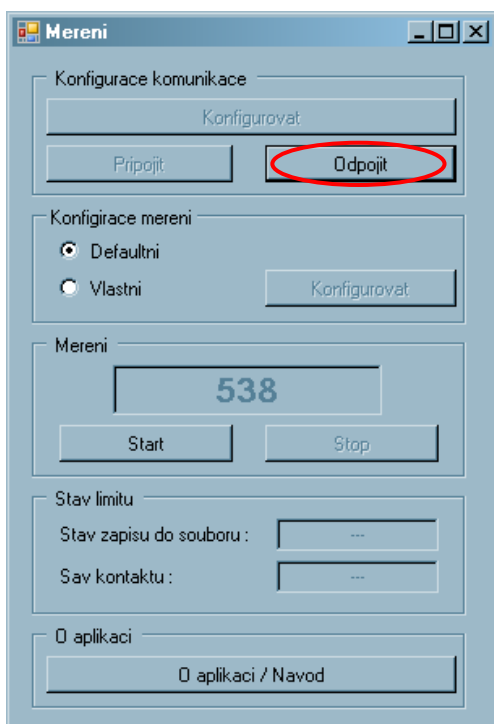 Mereni
Konfigurace komunikace
Konfigurovat
Pripojit Odpojit
Konfigirace mereni
Defaultni
Vlastni Konfigurovat
Mereni
538
Start Stop
Stav limitu
Stav zapisu do souboru : ---
Sav kontaktu : ---
O aplikaci
O aplikaci / Navod